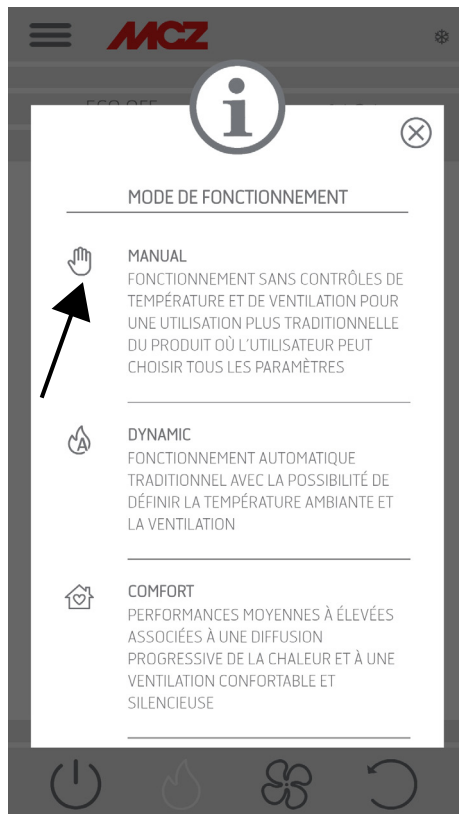 MCZ
ECO OFF
i
MODE DE FONCTIONNEMENT
MANUAL
FONCTIONNEMENT SANS CONTRÔLES DE
TEMPÉRATURE ET DE VENTILATION POUR
UNE UTILISATION PLUS TRADITIONNELLE
DU PRODUIT OÙ L'UTILISATEUR PEUT
CHOISIR TOUS LES PARAMÈTRES
DYNAMIC
FONCTIONNEMENT AUTOMATIQUE
TRADITIONNEL AVEC LA POSSIBILITÉ DE
DÉFINIR LA TEMPÉRATURE AMBIANTE ET
LA VENTILATION
COMFORT
PERFORMANCES MOYENNES À ÉLEVÉES
ASSOCIÉES À UNE DIFFUSION
PROGRESSIVE DE LA CHALEUR ET À UNE
VENTILATION CONFORTABLE ET
SILENCIEUSE